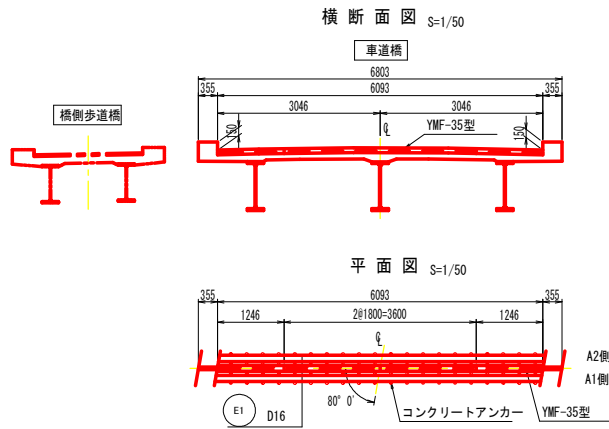 横断面図 S=1/50
車道橋
6803
355 6093 355
3046 3046
橋側歩道橋
150 ℄ YMF-35型 150
平面図 S=1/50
355 6093 355
1246 2@1800=3600 1246
℄
A2側
A1側
E1 D16 80° 0' コンクリートアンカー YMF-35型